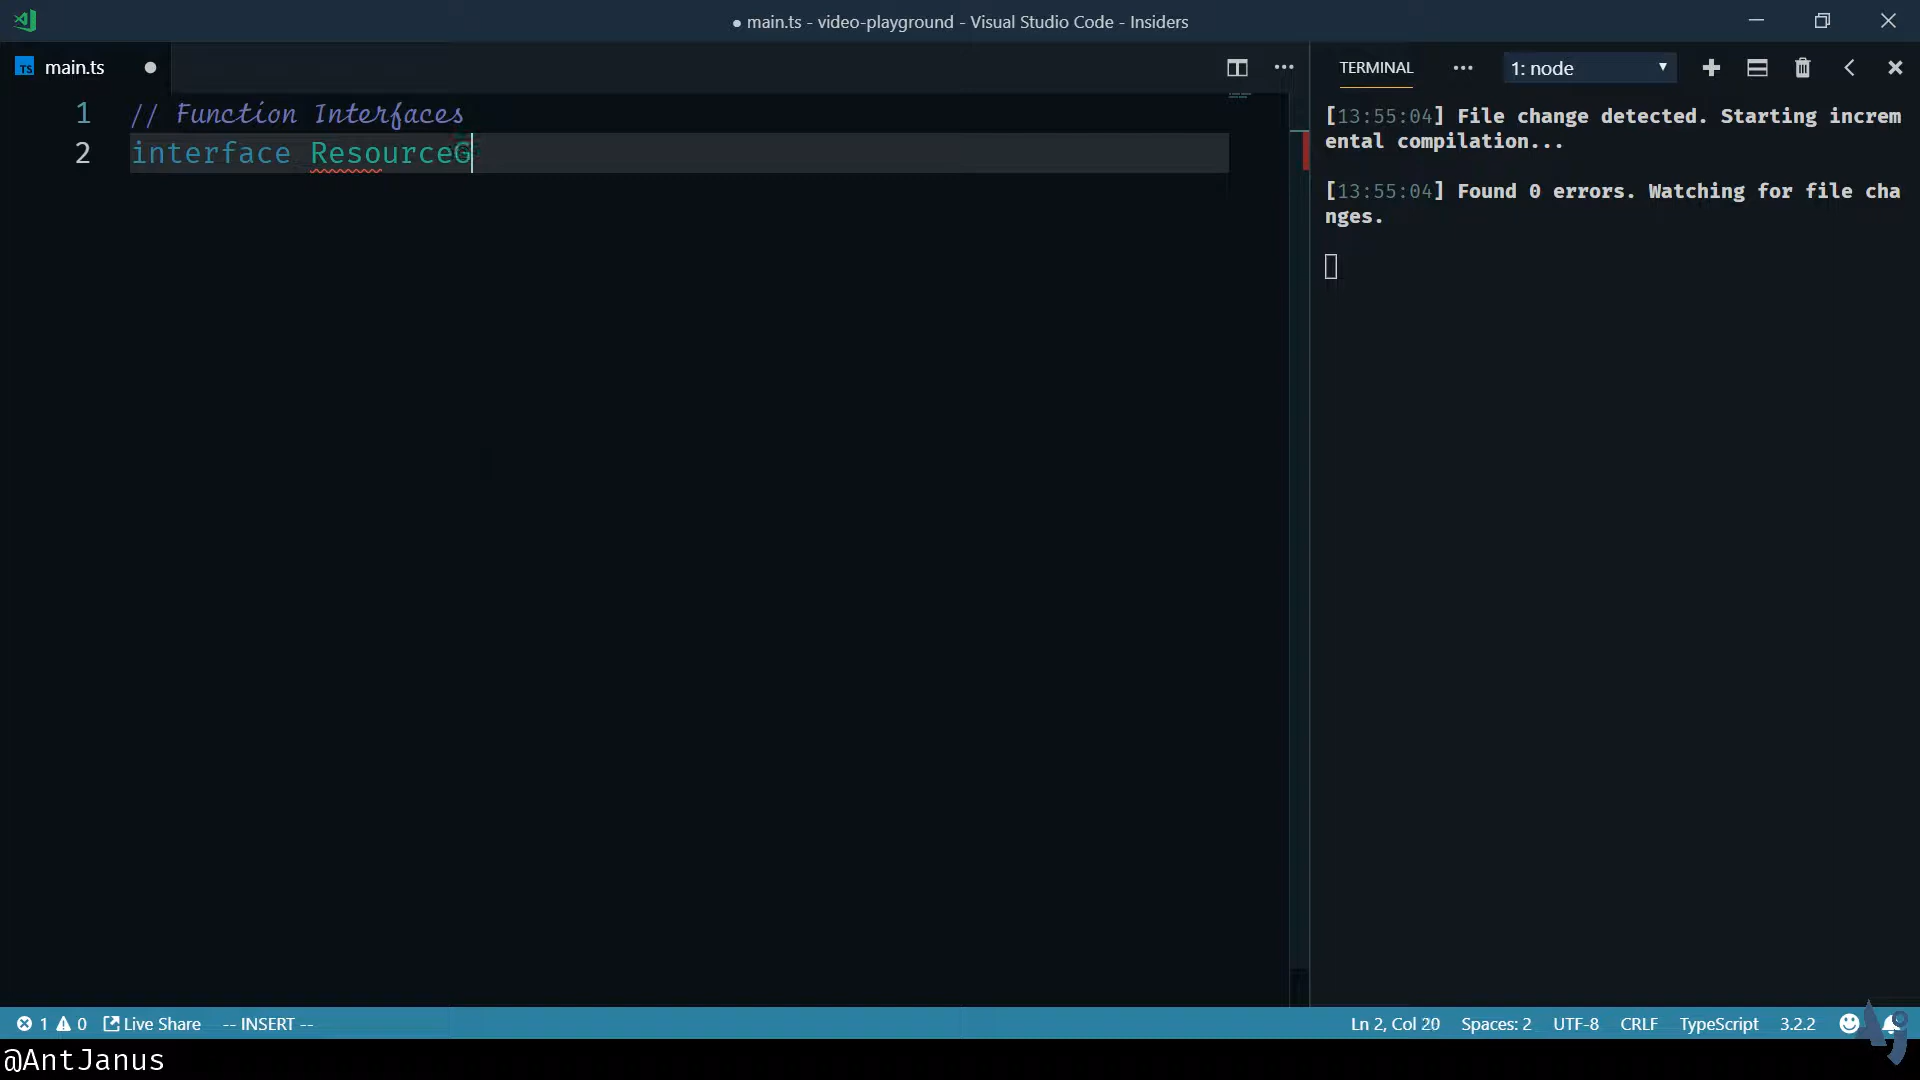 ● main.ts - video-playground - Visual Studio Code - Insiders
TS main.ts ●
1 // Function Interfaces
2 interface ResourceG
TERMINAL ··· 1: node
[13:55:04] File change detected. Starting increm
ental compilation...
[13:55:04] Found 0 errors. Watching for file cha
nges.
1 0 Live Share -- INSERT -- Ln 2, Col 20 Spaces: 2 UTF-8 CRLF TypeScript 3.2.2
@AntJanus